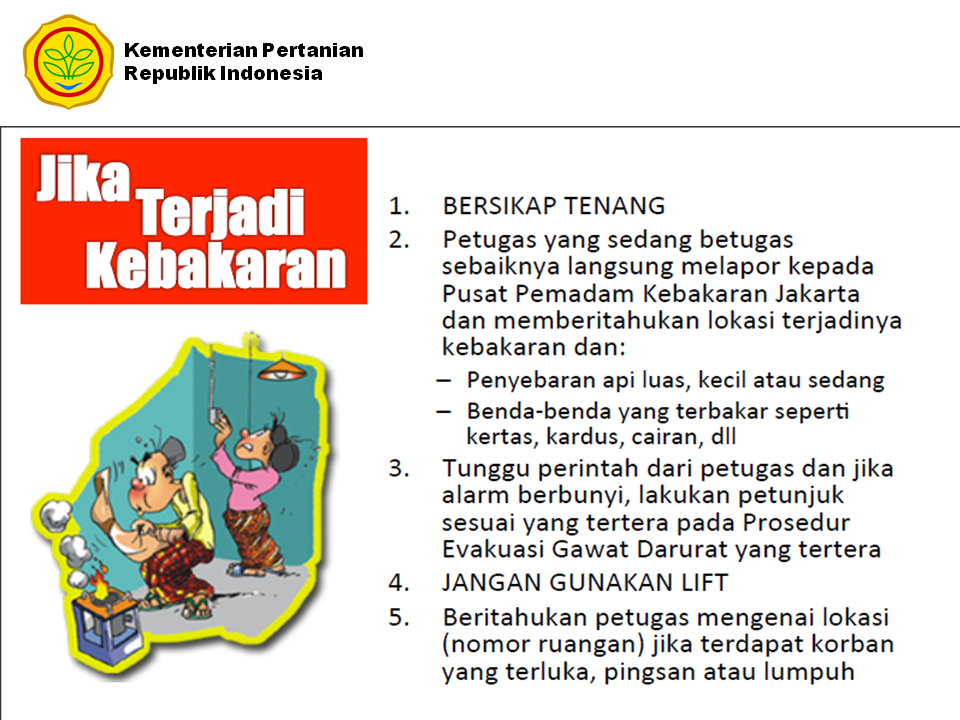 Kementerian Pertanian
Republik Indonesia
Jika
Terjadi
Kebakaran
1. BERSIKAP TENANG
2. Petugas yang sedang betugas
sebaiknya langsung melapor kepada
Pusat Pemadam Kebakaran Jakarta
dan memberitahukan lokasi terjadinya
kebakaran dan:
– Penyebaran api luas, kecil atau sedang
– Benda-benda yang terbakar seperti
kertas, kardus, cairan, dll
3. Tunggu perintah dari petugas dan jika
alarm berbunyi, lakukan petunjuk
sesuai yang tertera pada Prosedur
Evakuasi Gawat Darurat yang tertera
4. JANGAN GUNAKAN LIFT
5. Beritahukan petugas mengenai lokasi
(nomor ruangan) jika terdapat korban
yang terluka, pingsan atau lumpuh